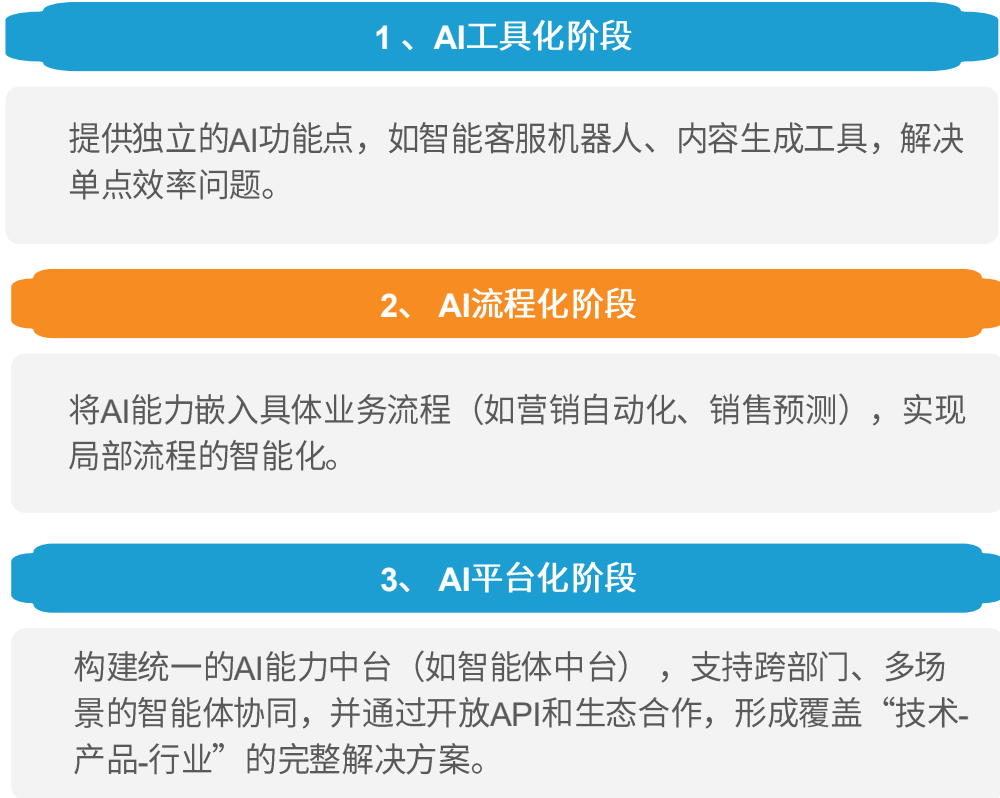 1 、AI工具化阶段
提供独立的AI功能点，如智能客服机器人、内容生成工具，解决
单点效率问题。
2、 AI流程化阶段
将AI能力嵌入具体业务流程（如营销自动化、销售预测），实现
局部流程的智能化。
3、 AI平台化阶段
构建统一的AI能力中台（如智能体中台） ，支持跨部门、多场
景的智能体协同，并通过开放API和生态合作，形成覆盖“技术-
产品-行业”的完整解决方案。